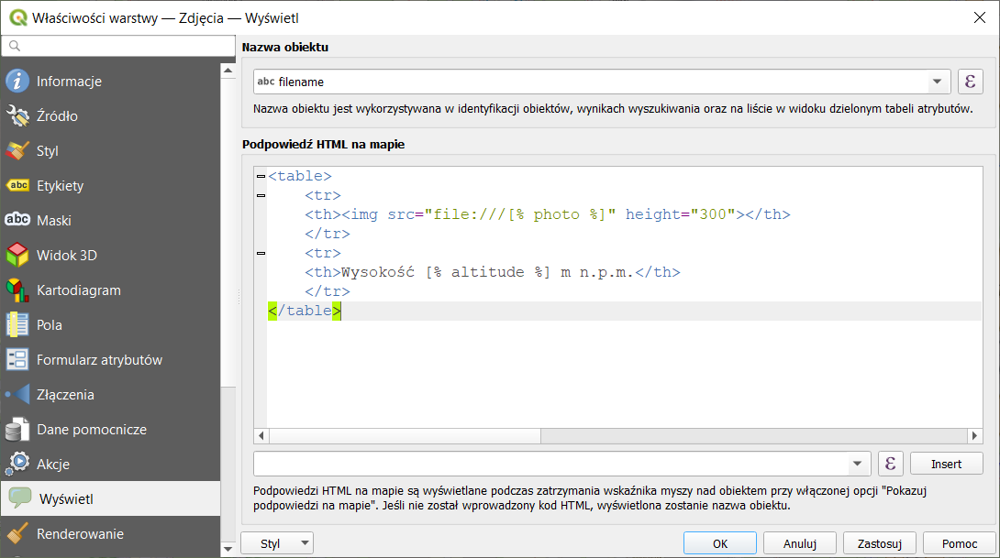 Właściwości warstwy — Zdjęcia — Wyświetl
Informacje
Źródło
Styl
abc Etykiety
abc Maski
Widok 3D
Kartodiagram
Pola
Formularz atrybutów
Złączenia
Dane pomocnicze
Akcje
Wyświetl
Renderowanie
Nazwa obiektu
abc filename
ε
Nazwa obiektu jest wykorzystywana w identyfikacji obiektów, wynikach wyszukiwania oraz na liście w widoku dzielonym tabeli atrybutów.
Podpowiedź HTML na mapie
<table>
<tr>
<th><img src="file:///[% photo %]" height="300"></th>
</tr>
<tr>
<th>Wysokość [% altitude %] m n.p.m.</th>
</tr>
</table>
ε Insert
Podpowiedzi HTML na mapie są wyświetlane podczas zatrzymania wskaźnika myszy nad obiektem przy włączonej opcji "Pokazuj
podpowiedzi na mapie". Jeśli nie został wprowadzony kod HTML, wyświetlona zostanie nazwa obiektu.
Styl OK Anuluj Zastosuj Pomoc